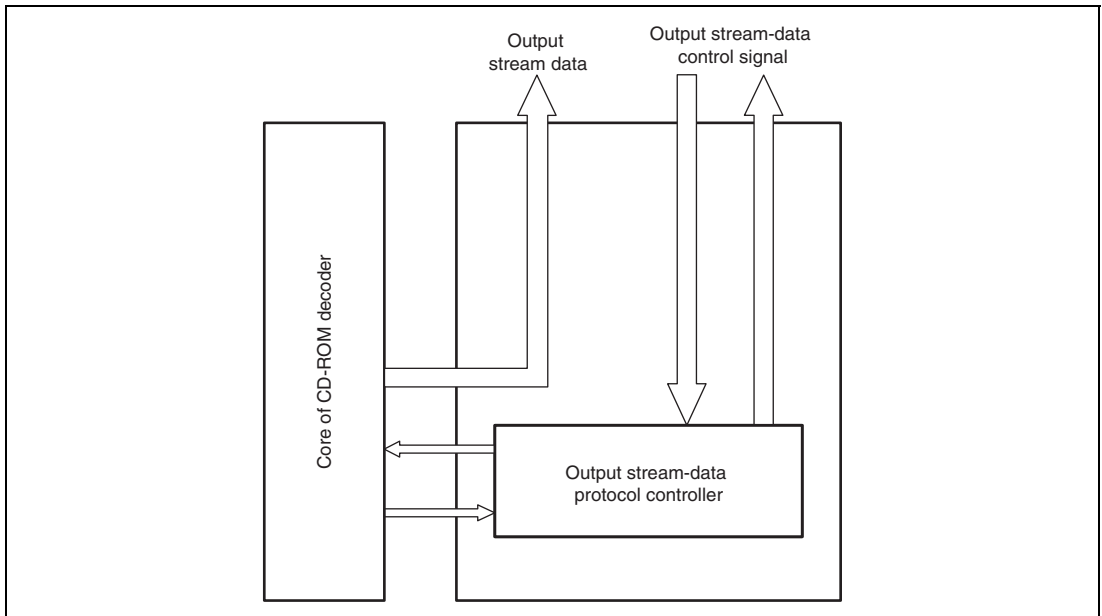 Output
stream data
Output stream-data
control signal
Core of CD-ROM decoder
Output stream-data
protocol controller